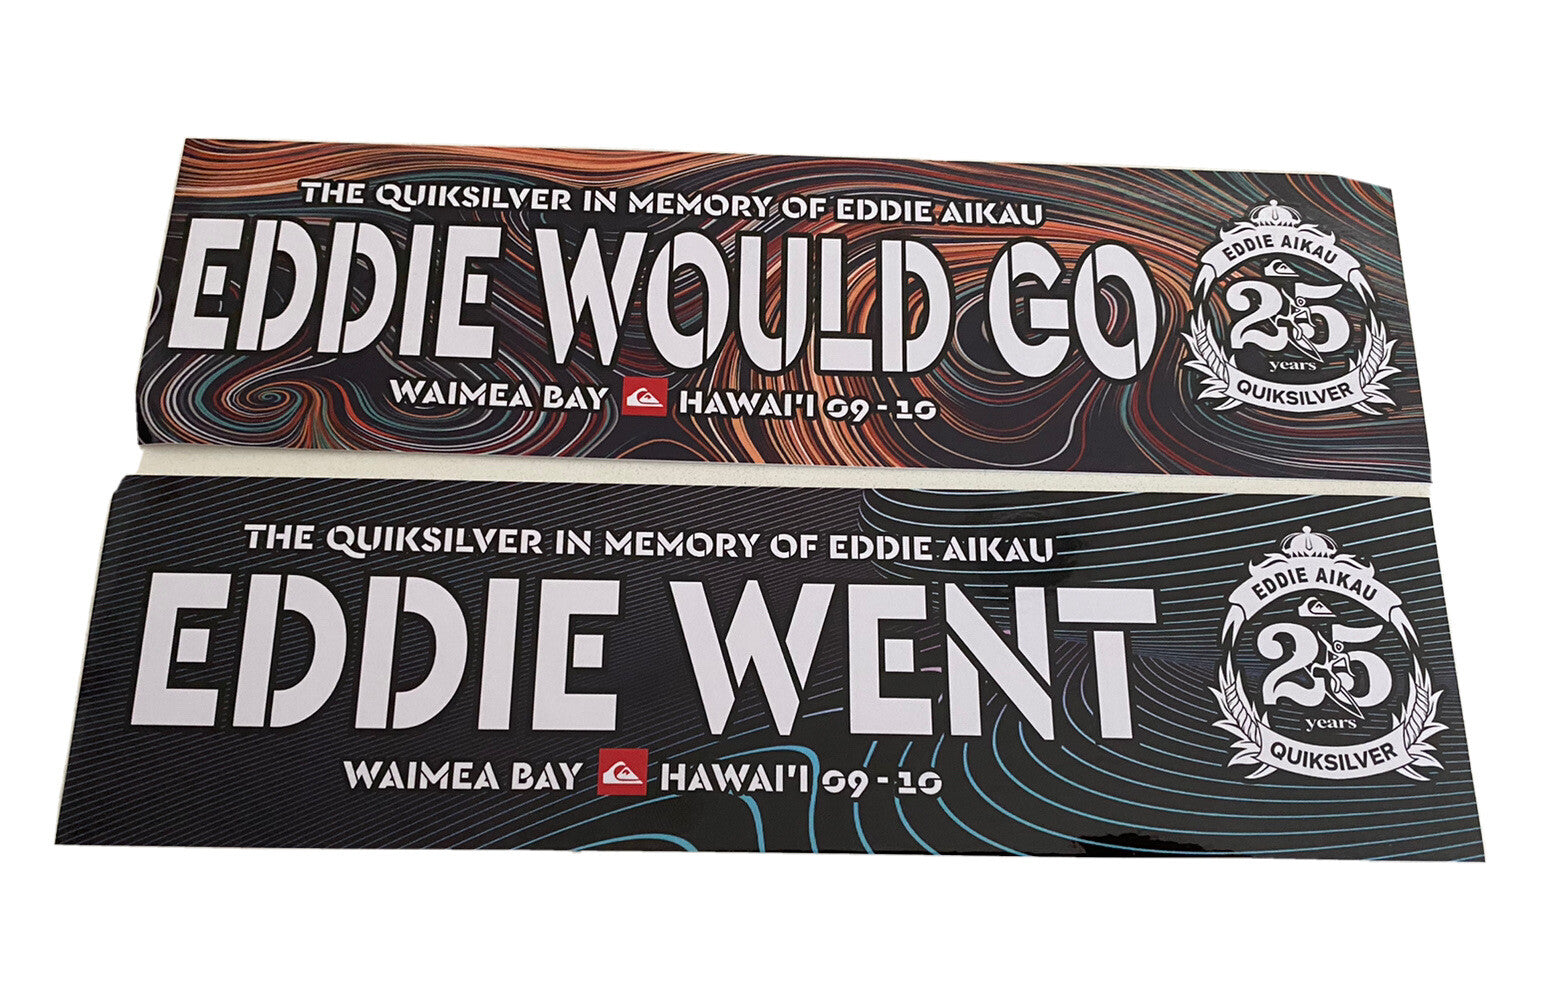 THE QUIKSILVER IN MEMORY OF EDDIE AIKAU
EDDIE WOULD GO
WAIMEA BAY HAWAI'I 09 - 10
EDDIE AIKAU
25
years
QUIKSILVER
THE QUIKSILVER IN MEMORY OF EDDIE AIKAU
EDDIE WENT
WAIMEA BAY HAWAI'I 09 - 10
EDDIE AIKAU
25
years
QUIKSILVER